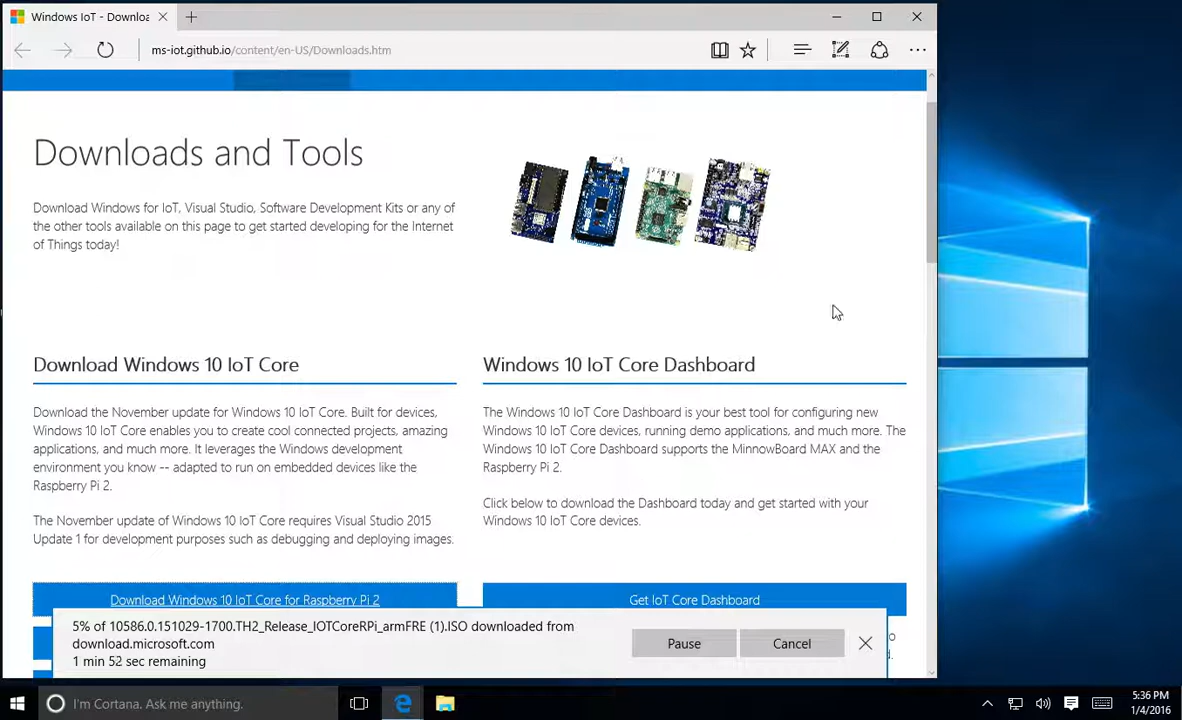 Windows IoT - Downloa
ms-iot.github.io/content/en-US/Downloads.htm
Downloads and Tools
Download Windows for IoT, Visual Studio, Software Development Kits or any of
the other tools available on this page to get started developing for the Internet
of Things today!
Download Windows 10 IoT Core
Download the November update for Windows 10 IoT Core. Built for devices,
Windows 10 IoT Core enables you to create cool connected projects, amazing
applications, and much more. It leverages the Windows development
environment you know -- adapted to run on embedded devices like the
Raspberry Pi 2.
The November update of Windows 10 IoT Core requires Visual Studio 2015
Update 1 for development purposes such as debugging and deploying images.
Download Windows 10 IoT Core for Raspberry Pi 2
Windows 10 IoT Core Dashboard
The Windows 10 IoT Core Dashboard is your best tool for configuring new
Windows 10 IoT Core devices, running demo applications, and much more. The
Windows 10 IoT Core Dashboard supports the MinnowBoard MAX and the
Raspberry Pi 2.
Click below to download the Dashboard today and get started with your
Windows 10 IoT Core devices.
Get IoT Core Dashboard
5% of 10586.0.151029-1700.TH2_Release_IOTCoreRPi_armFRE (1).ISO downloaded from
download.microsoft.com
1 min 52 sec remaining
Pause
Cancel
I'm Cortana. Ask me anything.
5:36 PM
1/4/2016